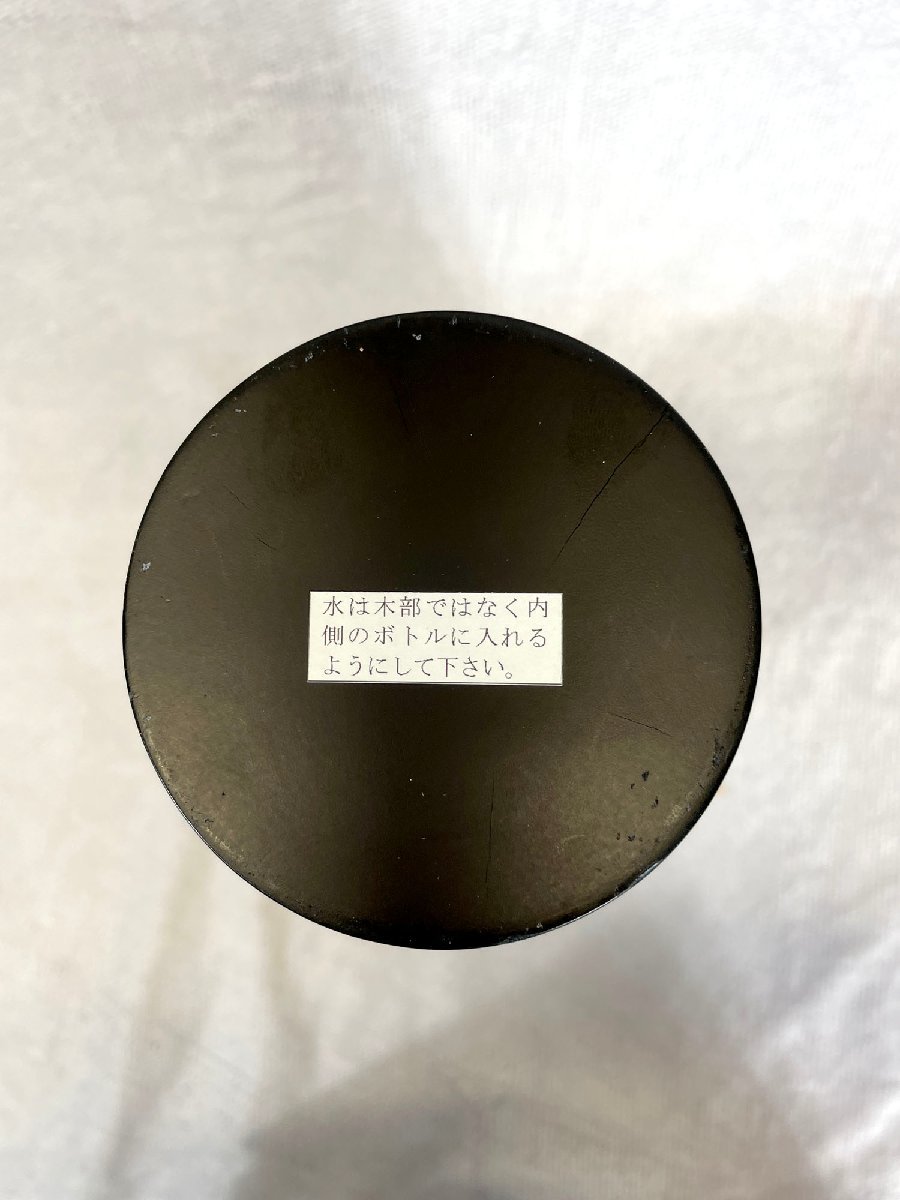 水は木部ではなく内
側のボトルに入れる
ようにして下さい。